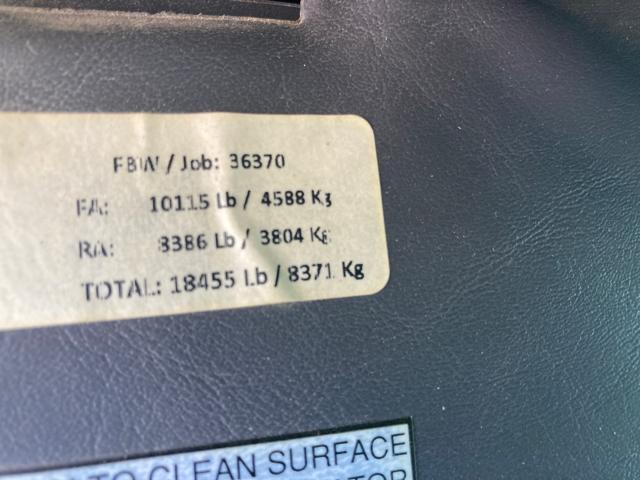 FBW / Job: 36370
FA: 10115 Lb / 4588 Kg
RA: 8386 Lb / 3804 Kg
TOTAL: 18455 Lb / 8371 Kg
TO CLEAN SURFACE